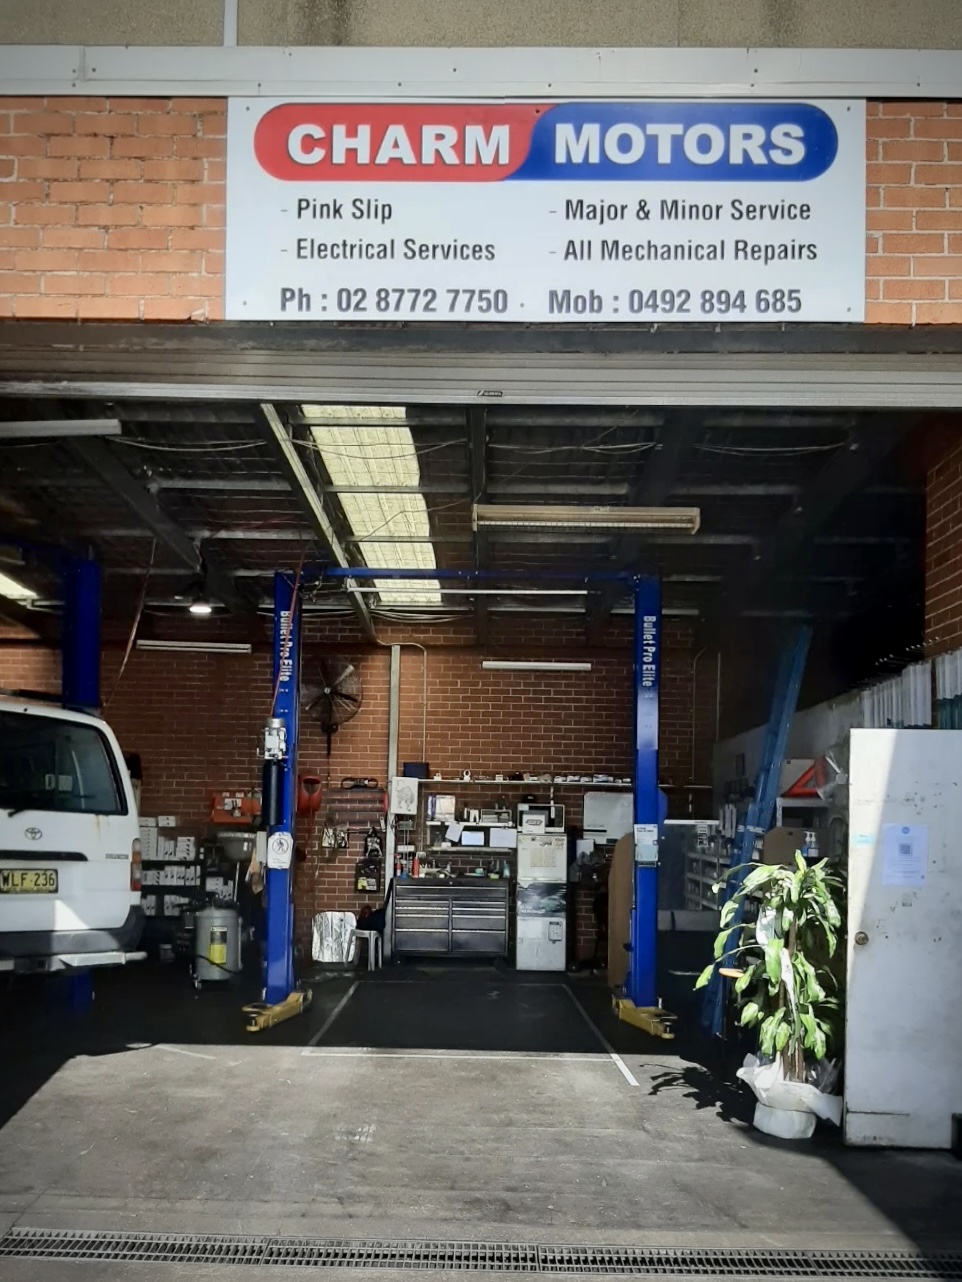 CHARM MOTORS
- Pink Slip - Major & Minor Service
- Electrical Services - All Mechanical Repairs
Ph : 02 8772 7750 · Mob : 0492 894 685
Bullet Pro Elite
Bullet Pro Elite
WLF·236